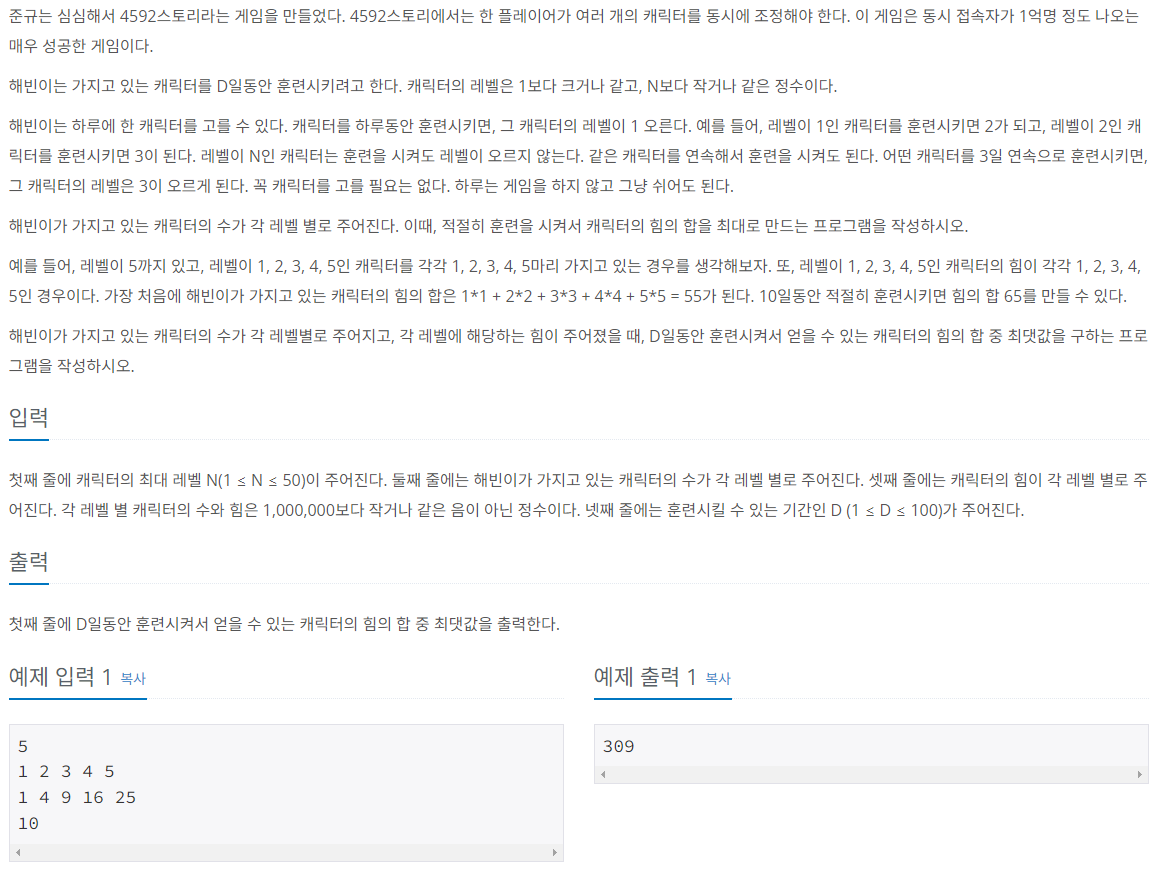 준규는 심심해서 4592스토리라는 게임을 만들었다. 4592스토리에서는 한 플레이어가 여러 개의 캐릭터를 동시에 조정해야 한다. 이 게임은 동시 접속자가 1억명 정도 나오는
매우 성공한 게임이다.
해빈이는 가지고 있는 캐릭터를 D일동안 훈련시키려고 한다. 캐릭터의 레벨은 1보다 크거나 같고, N보다 작거나 같은 정수이다.
해빈이는 하루에 한 캐릭터를 고를 수 있다. 캐릭터를 하루동안 훈련시키면, 그 캐릭터의 레벨이 1 오른다. 예를 들어, 레벨이 1인 캐릭터를 훈련시키면 2가 되고, 레벨이 2인 캐
릭터를 훈련시키면 3이 된다. 레벨이 N인 캐릭터는 훈련을 시켜도 레벨이 오르지 않는다. 같은 캐릭터를 연속해서 훈련을 시켜도 된다. 어떤 캐릭터를 3일 연속으로 훈련시키면,
그 캐릭터의 레벨은 3이 오르게 된다. 꼭 캐릭터를 고를 필요는 없다. 하루는 게임을 하지 않고 그냥 쉬어도 된다.
해빈이가 가지고 있는 캐릭터의 수가 각 레벨 별로 주어진다. 이때, 적절히 훈련을 시켜서 캐릭터의 힘의 합을 최대로 만드는 프로그램을 작성하시오.
예를 들어, 레벨이 5까지 있고, 레벨이 1, 2, 3, 4, 5인 캐릭터를 각각 1, 2, 3, 4, 5마리 가지고 있는 경우를 생각해보자. 또, 레벨이 1, 2, 3, 4, 5인 캐릭터의 힘이 각각 1, 2, 3, 4,
5인 경우이다. 가장 처음에 해빈이가 가지고 있는 캐릭터의 힘의 합은 1*1 + 2*2 + 3*3 + 4*4 + 5*5 = 55가 된다. 10일동안 적절히 훈련시키면 힘의 합 65를 만들 수 있다.
해빈이가 가지고 있는 캐릭터의 수가 각 레벨별로 주어지고, 각 레벨에 해당하는 힘이 주어졌을 때, D일동안 훈련시켜서 얻을 수 있는 캐릭터의 힘의 합 중 최댓값을 구하는 프로
그램을 작성하시오.
입력
첫째 줄에 캐릭터의 최대 레벨 N(1 ≤ N ≤ 50)이 주어진다. 둘째 줄에는 해빈이가 가지고 있는 캐릭터의 수가 각 레벨 별로 주어진다. 셋째 줄에는 캐릭터의 힘이 각 레벨 별로 주
어진다. 각 레벨 별 캐릭터의 수와 힘은 1,000,000보다 작거나 같은 음이 아닌 정수이다. 넷째 줄에는 훈련시킬 수 있는 기간인 D (1 ≤ D ≤ 100)가 주어진다.
출력
첫째 줄에 D일동안 훈련시켜서 얻을 수 있는 캐릭터의 힘의 합 중 최댓값을 출력한다.
예제 입력 1 복사
5
1 2 3 4 5
1 4 9 16 25
10
예제 출력 1 복사
309